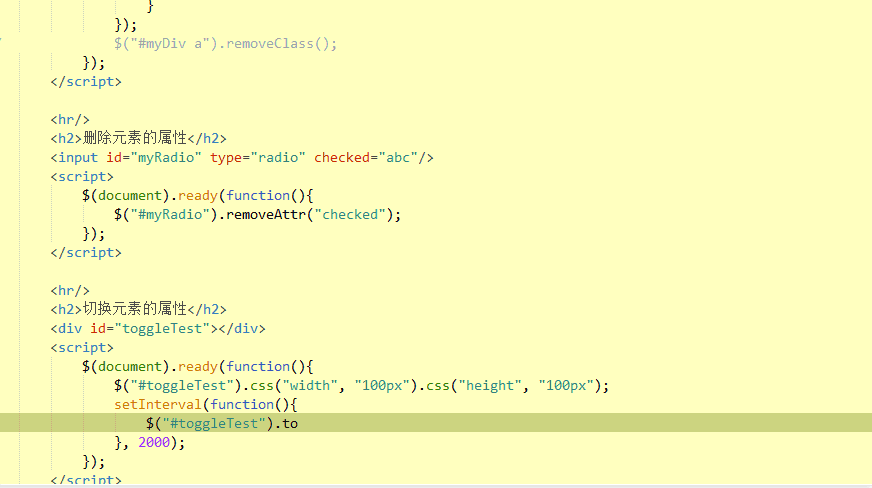 }
});
$("#myDiv a").removeClass();
});
</script>
<hr/>
<h2>删除元素的属性</h2>
<input id="myRadio" type="radio" checked="abc"/>
<script>
$(document).ready(function(){
$("#myRadio").removeAttr("checked");
});
</script>
<hr/>
<h2>切换元素的属性</h2>
<div id="toggleTest"></div>
<script>
$(document).ready(function(){
$("#toggleTest").css("width", "100px").css("height", "100px");
setInterval(function(){
$("#toggleTest").to
}, 2000);
});
</script>